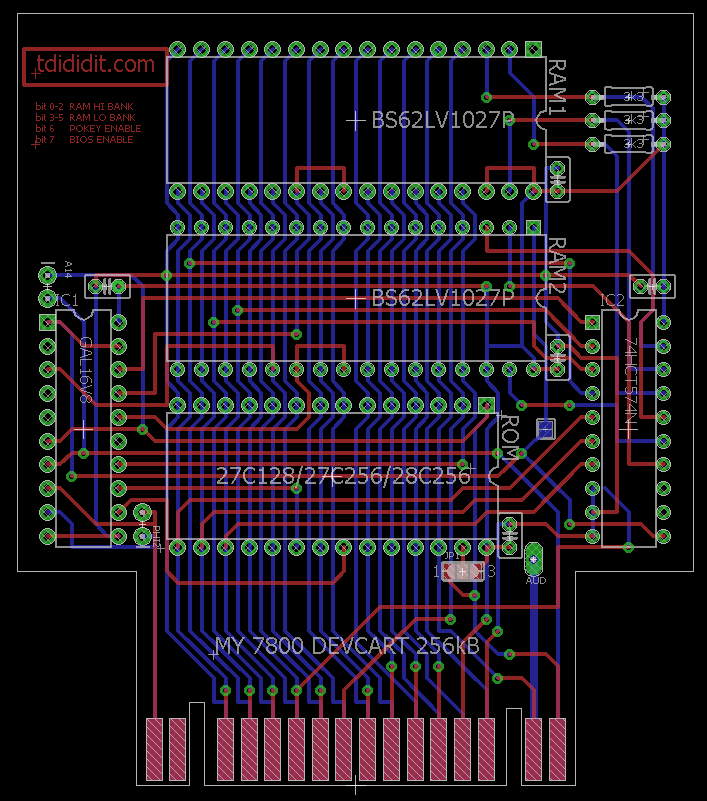 tdididit.com
bit 0-2 RAM HI BANK
bit 3-5 RAM LO BANK
bit 6 POKEY ENABLE
bit 7 BIOS ENABLE
RAM1
BS62LV1027P
3k3
3k3
3k3
RAM2
BS62LV1027P
A14
IC1
GAL16V8
IC2
74HCT574N
ROM
27C128/27C256/28C256
PHI2
JP1
1
3
AUD
MY 7800 DEVCART 256kB